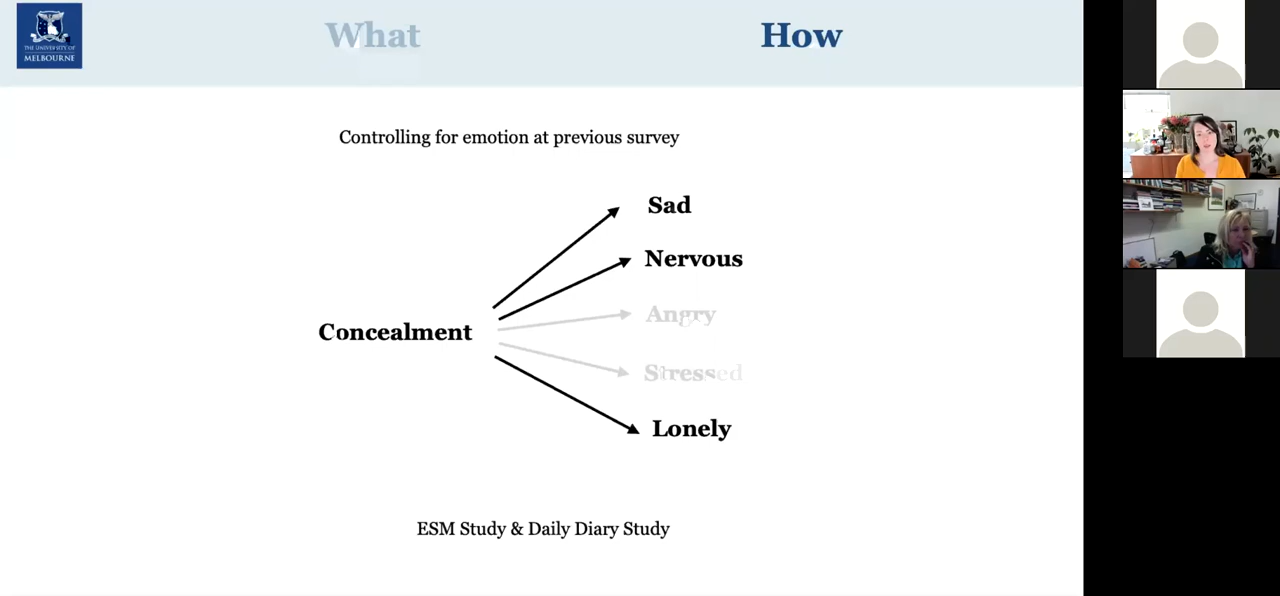 THE UNIVERSITY OF
MELBOURNE
What
How
Controlling for emotion at previous survey
Sad
Nervous
Angry
Concealment
Stressed
Lonely
ESM Study & Daily Diary Study